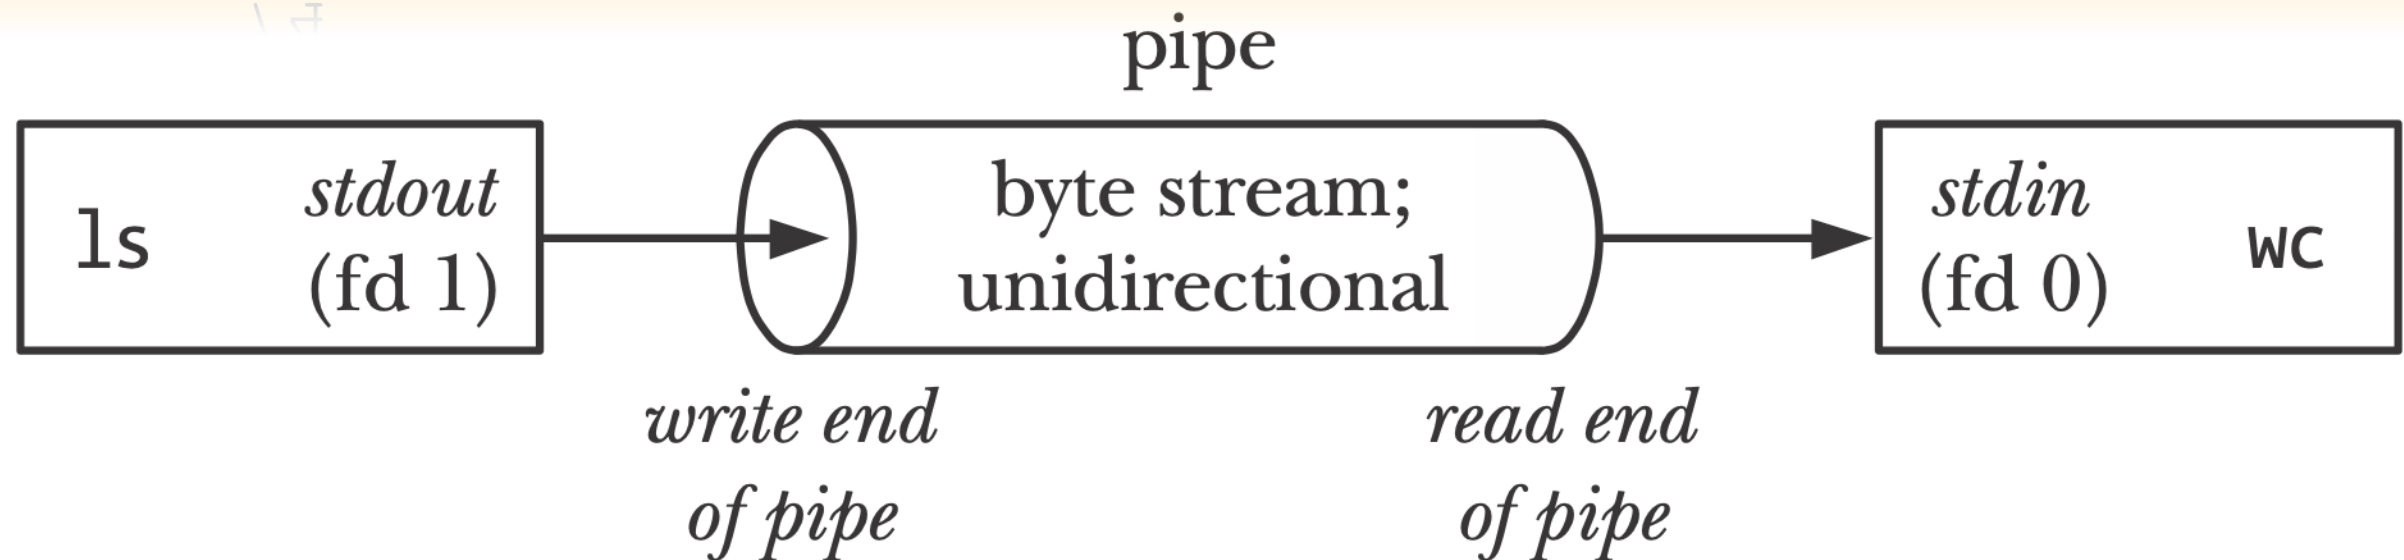 pipe
ls
stdout
(fd 1)
byte stream;
unidirectional
stdin
(fd 0)
wc
write end
of pipe
read end
of pipe